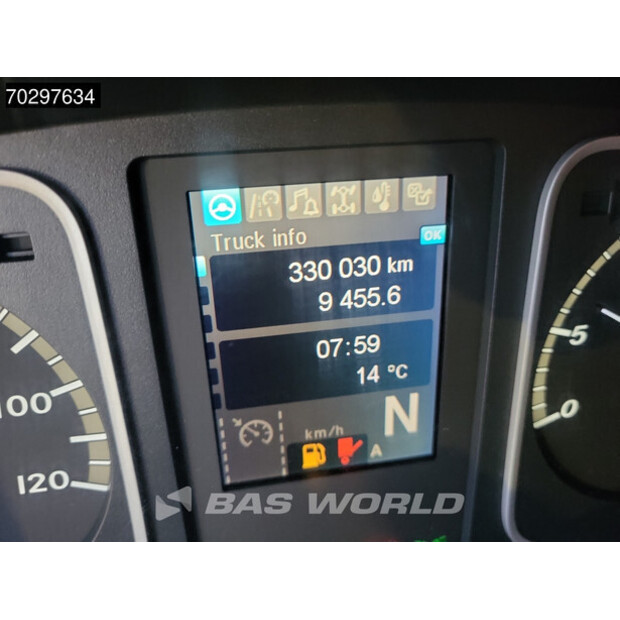 70297634
Truck info
OK
330 030 km
9 455.6
07:59
14 °C
N
km/h
A
100
120
5
0
BAS WORLD